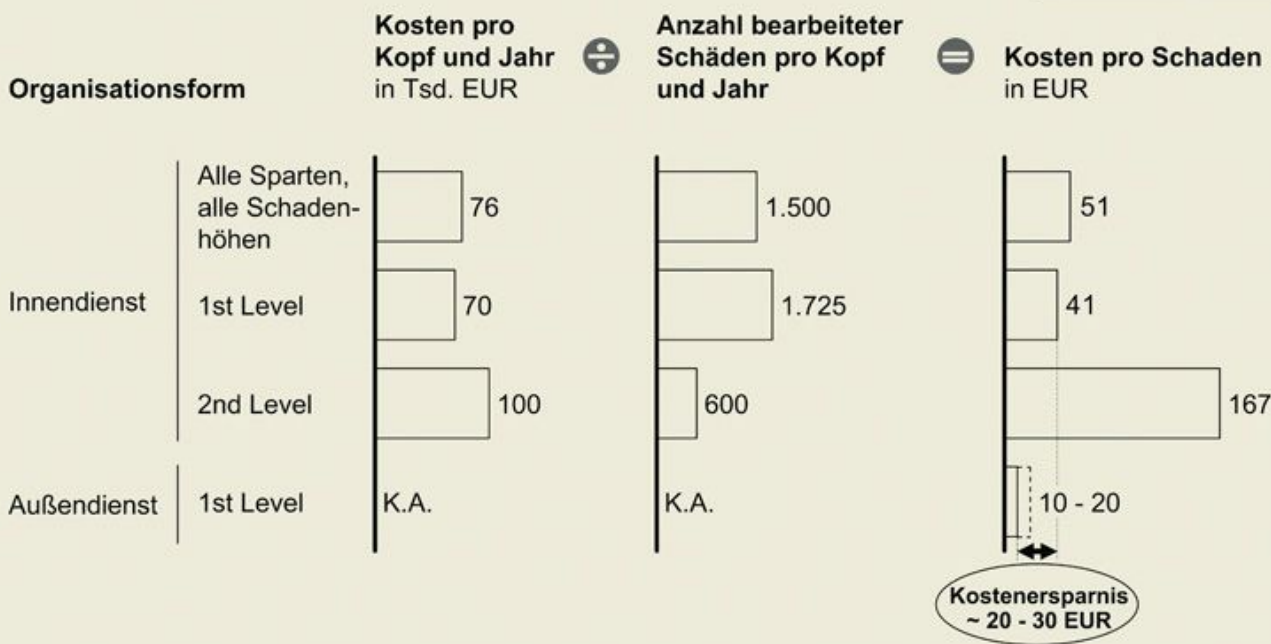 Organisationsform
Kosten pro
Kopf und Jahr
in Tsd. EUR
÷
Anzahl bearbeiteter
Schäden pro Kopf
und Jahr
=
Kosten pro Schaden
in EUR
Innendienst
Alle Sparten,
alle Schaden-
höhen
76
1.500
51
1st Level
70
1.725
41
2nd Level
100
600
167
Außendienst
1st Level
K.A.
K.A.
10 - 20
Kostenersparnis
~ 20 - 30 EUR